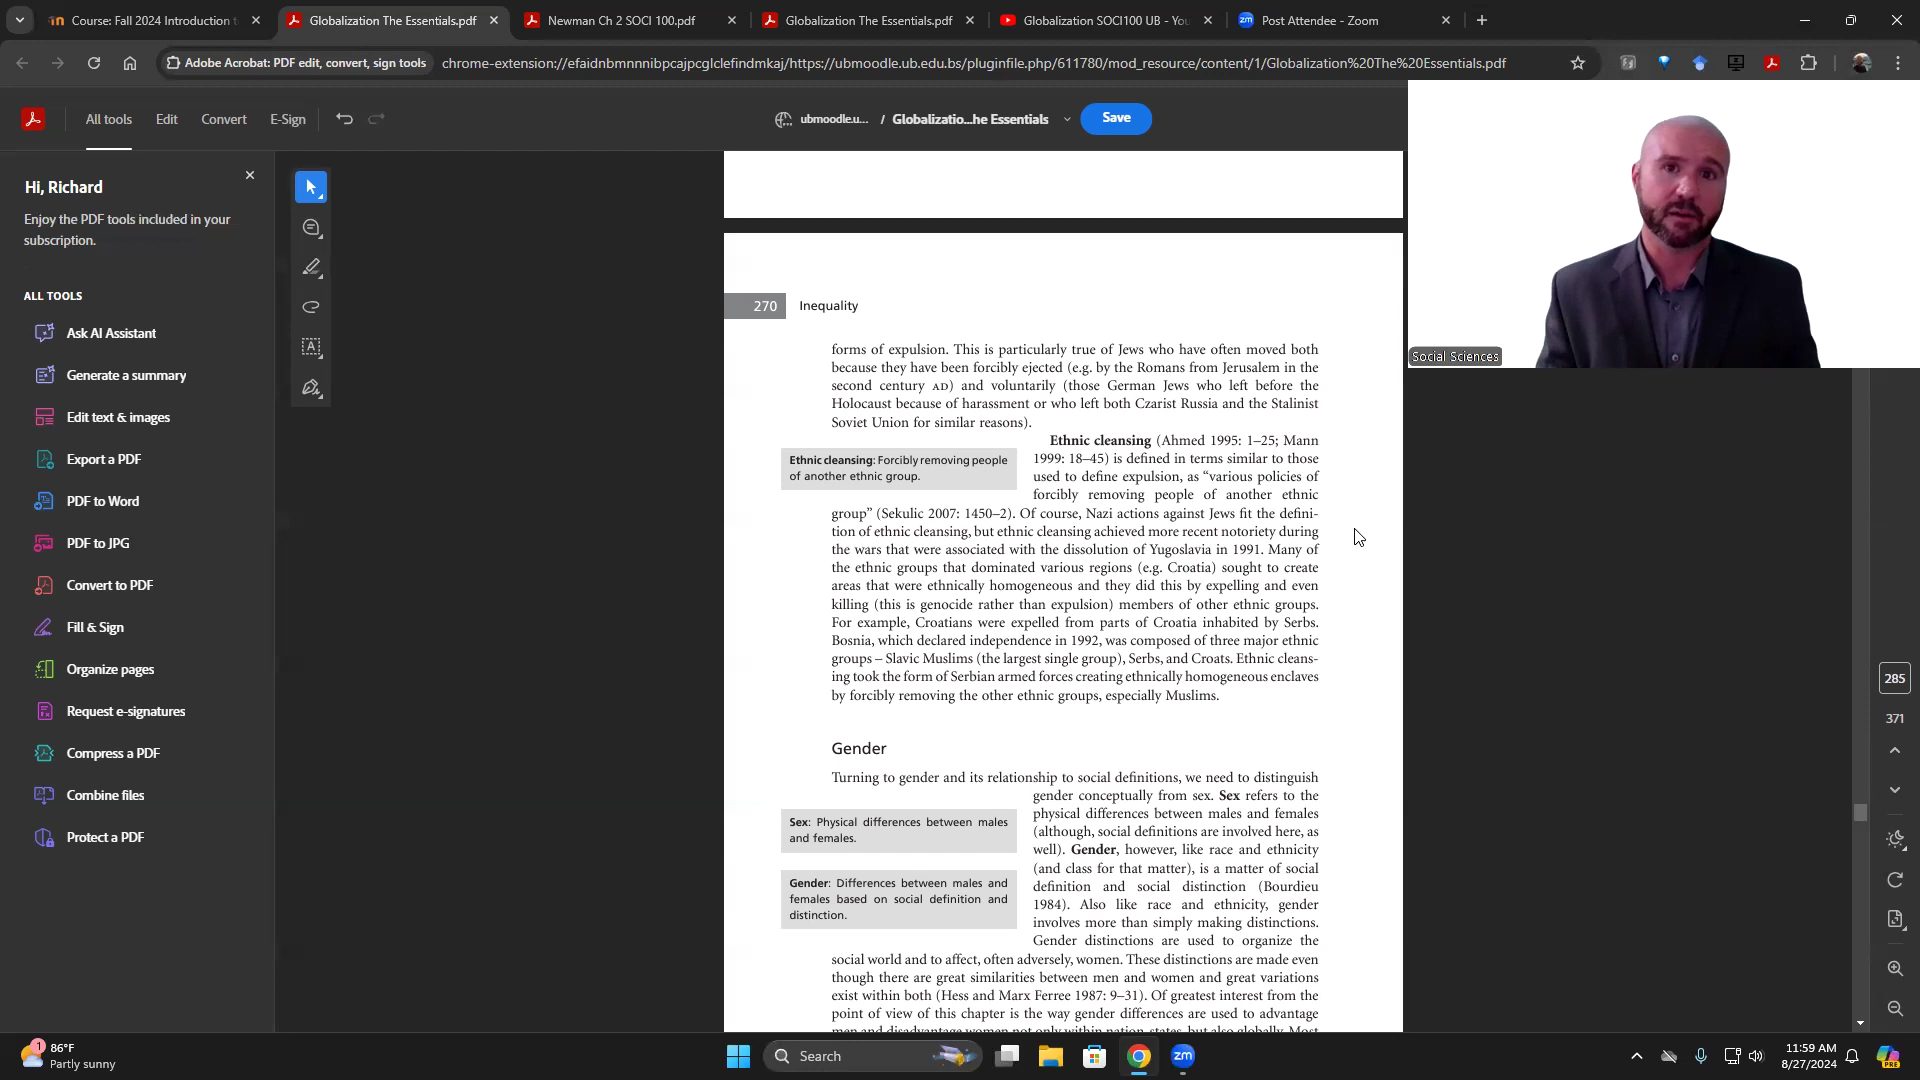 Course: Fall 2024 Introduction t
Globalization The Essentials.pdf
Newman Ch 2 SOCI 100.pdf
Globalization The Essentials.pdf
Globalization SOCI100 UB - You
Post Attendee - Zoom
Adobe Acrobat: PDF edit, convert, sign tools
chrome-extension://efaidnbmnnnibpcajpcglclefindmkaj/https://ubmoodle.ub.edu.bs/pluginfile.php/611780/mod_resource/content/1/Globalization%20The%20Essentials.pdf
All tools
Edit
Convert
E-Sign
ubmoodle.u... / Globalizatio...he Essentials
Save
Hi, Richard
Enjoy the PDF tools included in your
subscription.
ALL TOOLS
Ask AI Assistant
Generate a summary
Edit text & images
Export a PDF
PDF to Word
PDF to JPG
Convert to PDF
Fill & Sign
Organize pages
Request e-signatures
Compress a PDF
Combine files
Protect a PDF
270 Inequality
forms of expulsion. This is particularly true of Jews who have often moved both
because they have been forcibly ejected (e.g. by the Romans from Jerusalem in the
second century AD) and voluntarily (those German Jews who left before the
Holocaust because of harassment or who left both Czarist Russia and the Stalinist
Soviet Union for similar reasons).
Ethnic cleansing: Forcibly removing people
of another ethnic group.
Ethnic cleansing (Ahmed 1995: 1–25; Mann
1999: 18–45) is defined in terms similar to those
used to define expulsion, as “various policies of
forcibly removing people of another ethnic
group” (Sekulic 2007: 1450–2). Of course, Nazi actions against Jews fit the defini-
tion of ethnic cleansing, but ethnic cleansing achieved more recent notoriety during
the wars that were associated with the dissolution of Yugoslavia in 1991. Many of
the ethnic groups that dominated various regions (e.g. Croatia) sought to create
areas that were ethnically homogeneous and they did this by expelling and even
killing (this is genocide rather than expulsion) members of other ethnic groups.
For example, Croatians were expelled from parts of Croatia inhabited by Serbs.
Bosnia, which declared independence in 1992, was composed of three major ethnic
groups – Slavic Muslims (the largest single group), Serbs, and Croats. Ethnic cleans-
ing took the form of Serbian armed forces creating ethnically homogeneous enclaves
by forcibly removing the other ethnic groups, especially Muslims.
Gender
Turning to gender and its relationship to social definitions, we need to distinguish
Sex: Physical differences between males
and females.
Gender: Differences between males and
females based on social definition and
distinction.
gender conceptually from sex. Sex refers to the
physical differences between males and females
(although, social definitions are involved here, as
well). Gender, however, like race and ethnicity
(and class for that matter), is a matter of social
definition and social distinction (Bourdieu
1984). Also like race and ethnicity, gender
involves more than simply making distinctions.
Gender distinctions are used to organize the
social world and to affect, often adversely, women. These distinctions are made even
though there are great similarities between men and women and great variations
exist within both (Hess and Marx Ferree 1987: 9–31). Of greatest interest from the
point of view of this chapter is the way gender differences are used to advantage
men and disadvantage women not only within nation-states, but also globally. Most
Social Sciences
285
371
1
86°F
Partly sunny
Search
zm
11:59 AM
8/27/2024
PRE